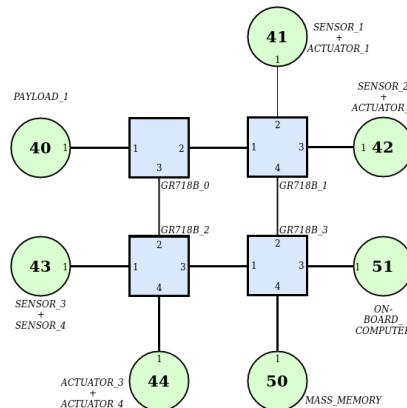 SENSOR_1
+
ACTUATOR_1
41
1
PAYLOAD_1
SENSOR_2
+
ACTUATOR_
40 1
1 2
3
GR718B_0
2
1 3
4
GR718B_1
1 42
43 1
SENSOR_3
+
SENSOR_4
GR718B_2
2
1 3
4
GR718B_3
2
1 3
4
1 51
ON-
BOARD_
COMPUTER
1
44
ACTUATOR_3
+
ACTUATOR_4
1
50
MASS_MEMORY